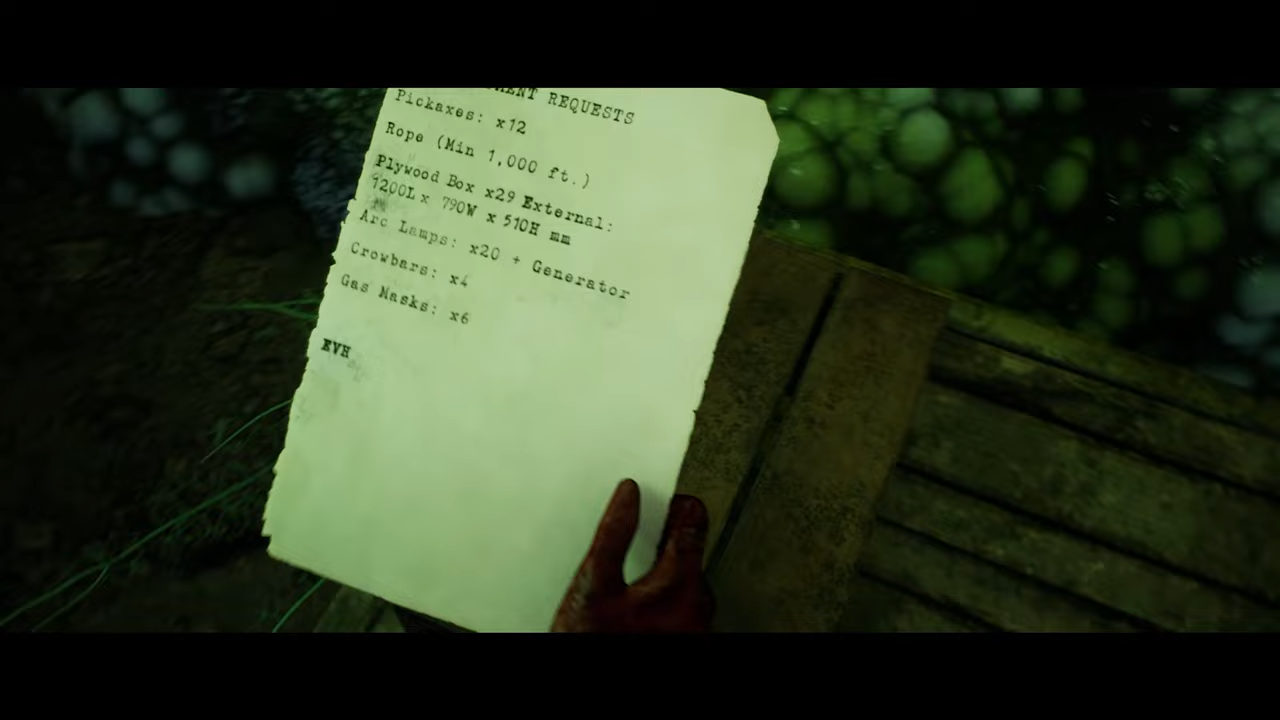 REQUESTS
Pickaxes: x12
Rope (Min 1,000 ft.)
Plywood Box x29 External:
1200L x 790W x 510H mm
Arc Lamps: x20 + Generator
Crowbars: x4
Gas Masks: x6
EVH